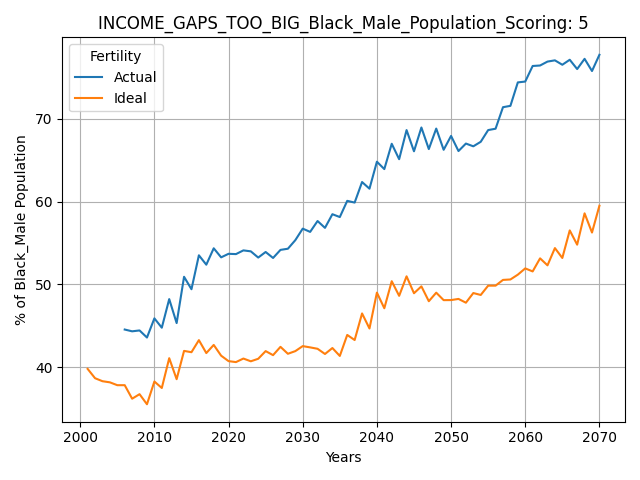 INCOME_GAPS_TOO_BIG_Black_Male_Population_Scoring: 5
Fertility
Actual
Ideal
% of Black_Male Population
70
60
50
40
2000 2010 2020 2030 2040 2050 2060 2070
Years